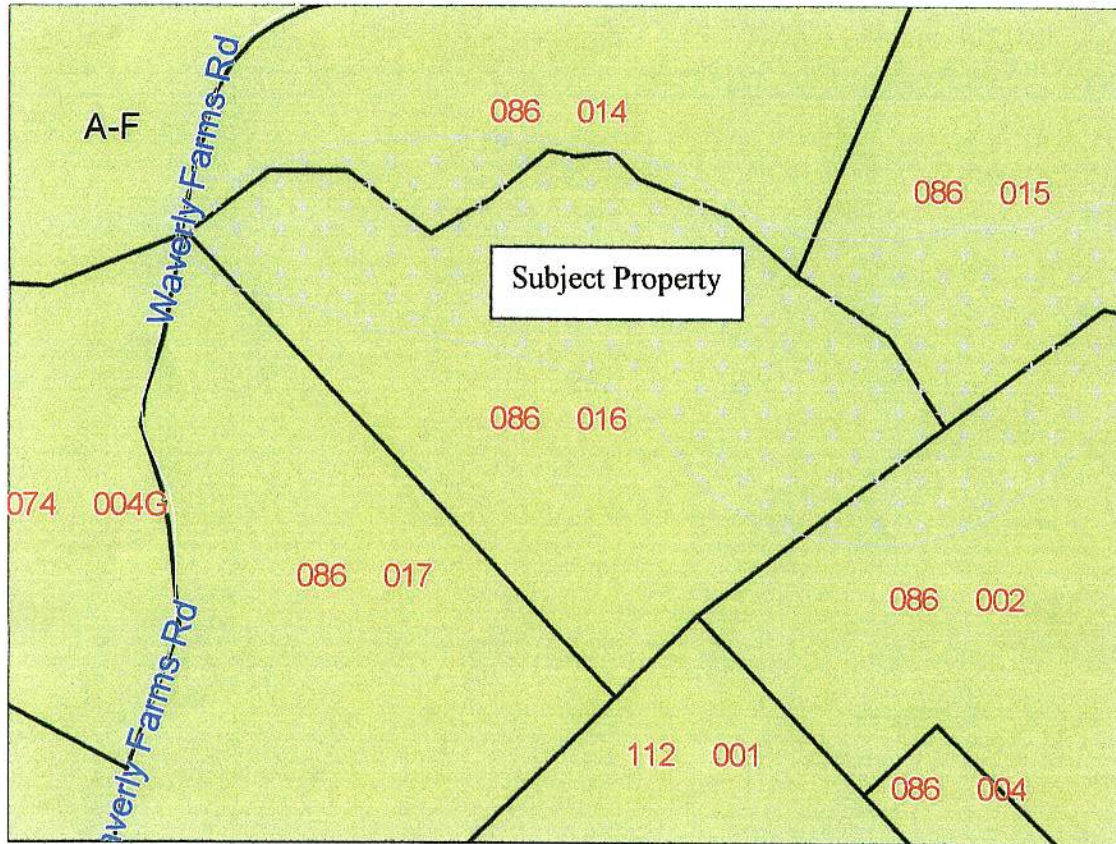 Waverly-Farms-Rd
A-F
086 014
086 015
Subject Property
086 016
074 004G
086 017
086 002
averly-Farms-Rd
112 001
086 004